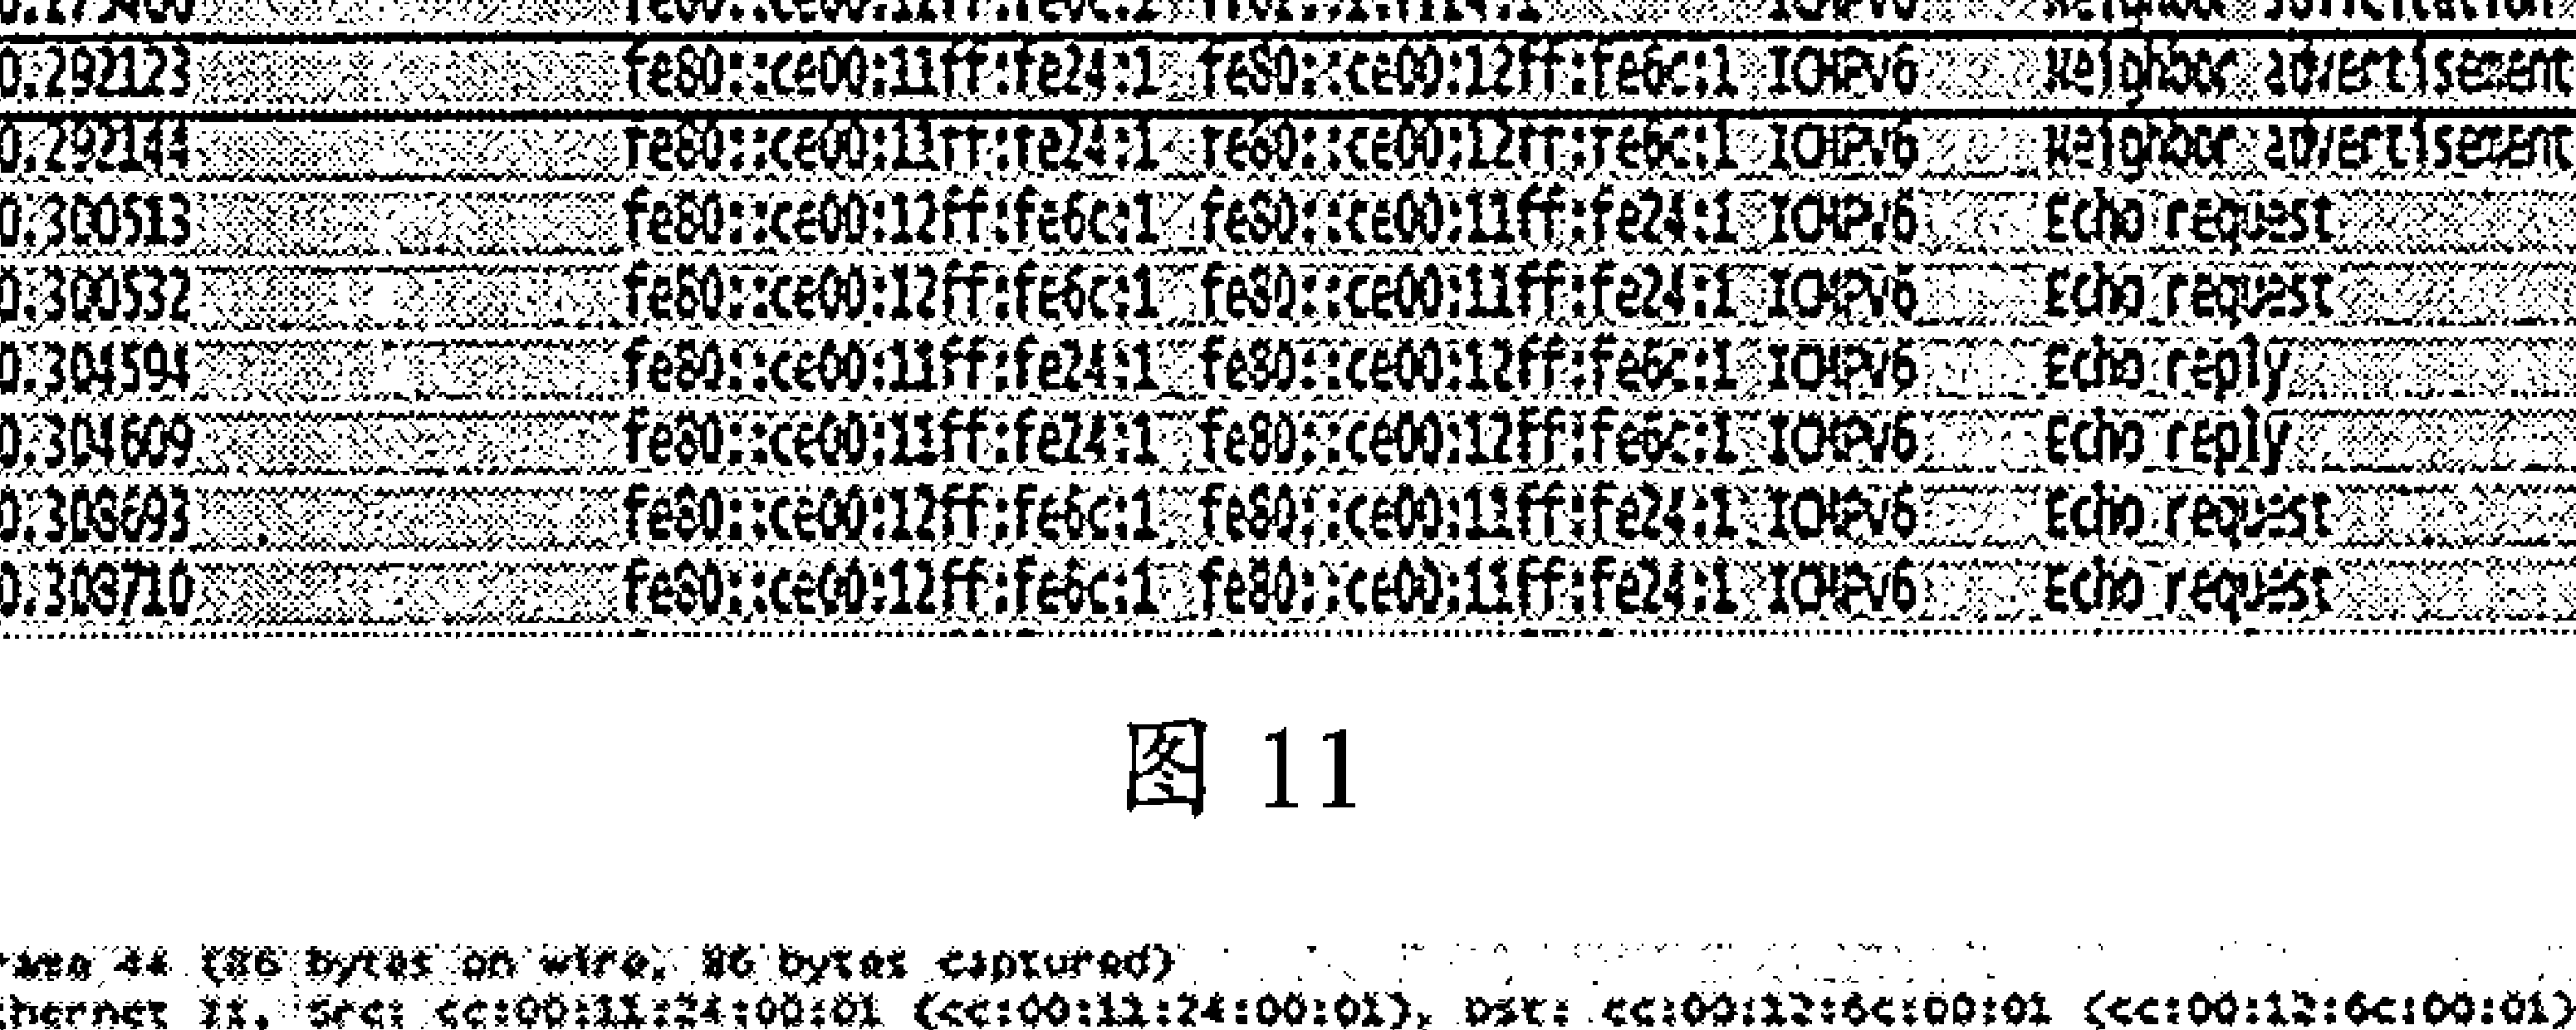 0.292123 fe80::ce00:11ff:fe24:1 fe80::ce00:12ff:fe6c:1 ICMPv6 Neighbor advertisement
0.292144 fe80::ce00:11ff:fe24:1 fe80::ce00:12ff:fe6c:1 ICMPv6 Neighbor advertisement
0.300513 fe80::ce00:12ff:fe6c:1 fe80::ce00:11ff:fe24:1 ICMPv6 Echo request
0.300532 fe80::ce00:12ff:fe6c:1 fe80::ce00:11ff:fe24:1 ICMPv6 Echo request
0.304594 fe80::ce00:11ff:fe24:1 fe80::ce00:12ff:fe6c:1 ICMPv6 Echo reply
0.304609 fe80::ce00:11ff:fe24:1 fe80::ce00:12ff:fe6c:1 ICMPv6 Echo reply
0.308693 fe80::ce00:12ff:fe6c:1 fe80::ce00:11ff:fe24:1 ICMPv6 Echo request
0.308710 fe80::ce00:12ff:fe6c:1 fe80::ce00:11ff:fe24:1 ICMPv6 Echo request
图 11
rame 44 (86 bytes on wire, 86 bytes captured)
hernet II, Src: cc:00:11:24:00:01 (cc:00:11:24:00:01), Dst: cc:00:12:6c:00:01 (cc:00:12:6c:00:01)